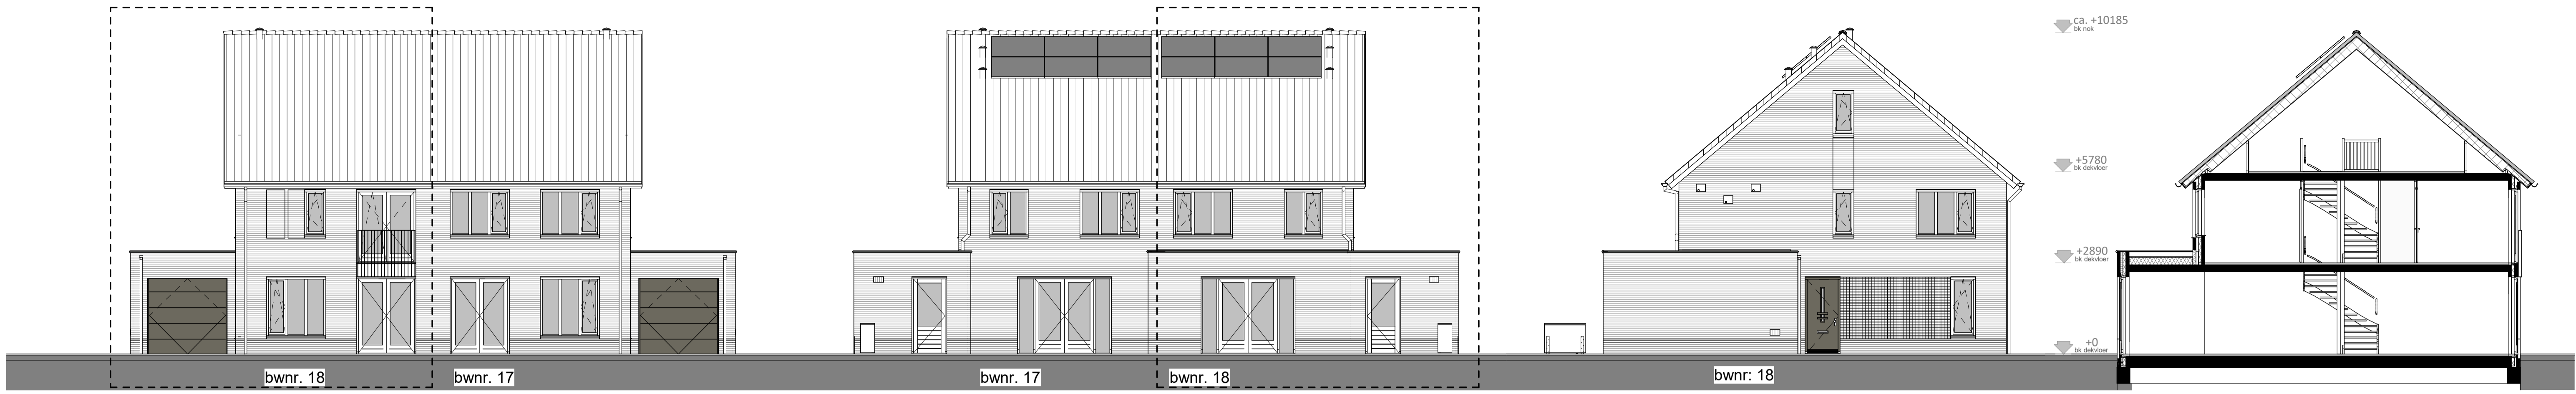 bwnr. 18
bwnr. 17
bwnr. 17
bwnr. 18
bwnr: 18
ca. +10185
bk nok
+5780
bk dekvloer
+2890
bk dekvloer
+0
bk dekvloer